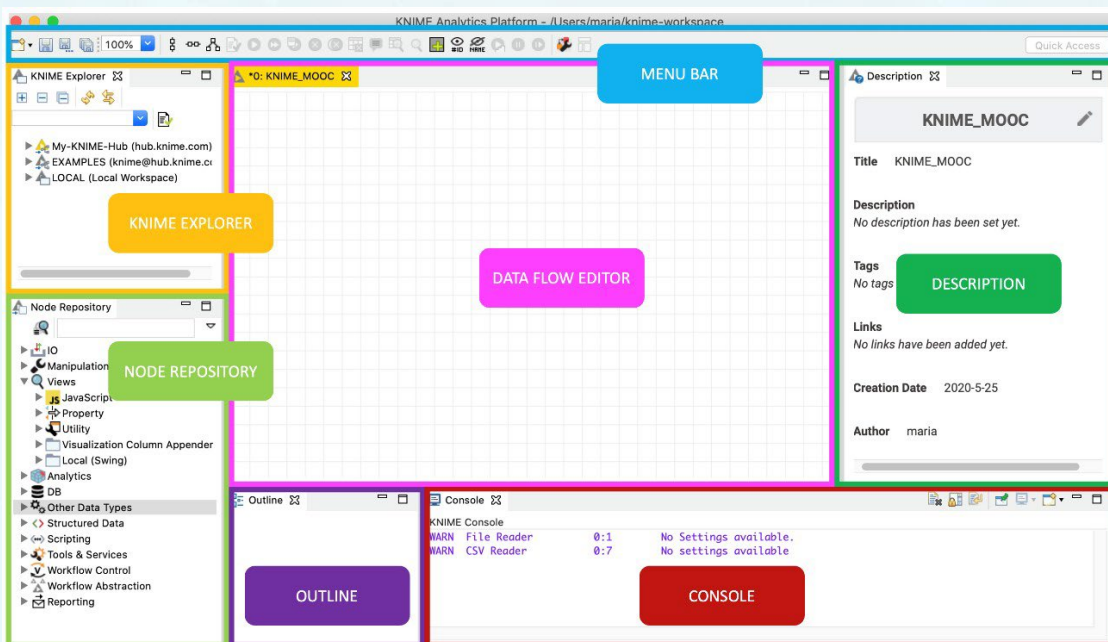 KNIME Analytics Platform - /Users/maria/knime-workspace
100%
#ID
Quick Access
MENU BAR
KNIME Explorer
My-KNIME-Hub (hub.knime.com)
EXAMPLES (knime@hub.knime.co
LOCAL (Local Workspace)
KNIME EXPLORER
Node Repository
IO
Manipulation
Views
JS JavaScript
Property
Utility
Visualization Column Appender
Local (Swing)
Analytics
DB
Other Data Types
Structured Data
Scripting
Tools & Services
Workflow Control
Workflow Abstraction
Reporting
NODE REPOSITORY
*0: KNIME_MOOC
DATA FLOW EDITOR
Description
KNIME_MOOC
Title KNIME_MOOC
Description
No description has been set yet.
Tags
No tags
DESCRIPTION
Links
No links have been added yet.
Creation Date 2020-5-25
Author maria
Outline
OUTLINE
Console
KNIME Console
WARN File Reader 0:1 No Settings available.
WARN CSV Reader 0:7 No settings available
CONSOLE